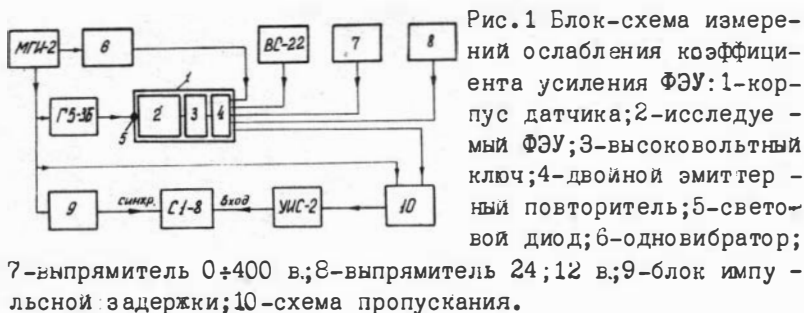 МГИ-2
6
ВС-22
7
8
1
Г5-3Б
2
3
4
5
9
синхр.
С1-8
Вход
УИС-2
10
Рис.1 Блок-схема измере-
ний ослабления коэффици-
ента усиления ФЭУ:1-кор-
пус датчика;2-исследуе -
мый ФЭУ;3-высоковольтный
ключ;4-двойной эмиттер -
ный повторитель;5-свето-
вой диод;6-одновибратор;
7-выпрямитель 0÷400 в.;8-выпрямитель 24;12 в.;9-блок импу -
льсной задержки;10-схема пропускания.